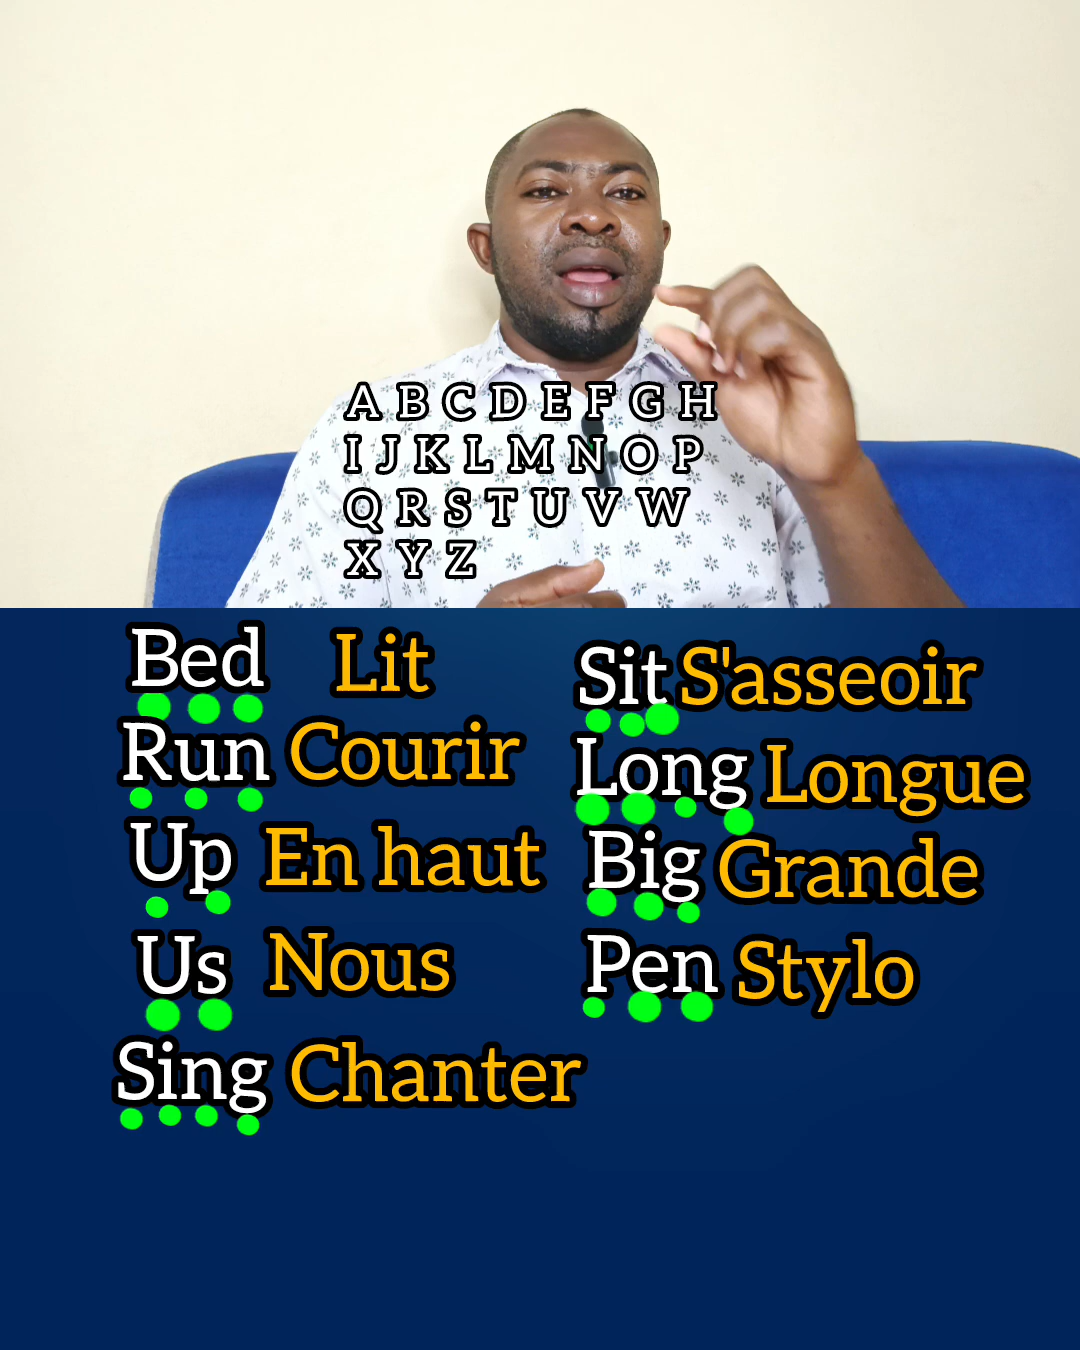 A B C D E F G H
I J K L M N O P
Q R S T U V W
X Y Z
Bed Lit
Run Courir
Up En haut
Us Nous
Sing Chanter
Sit S'asseoir
Long Longue
Big Grande
Pen Stylo